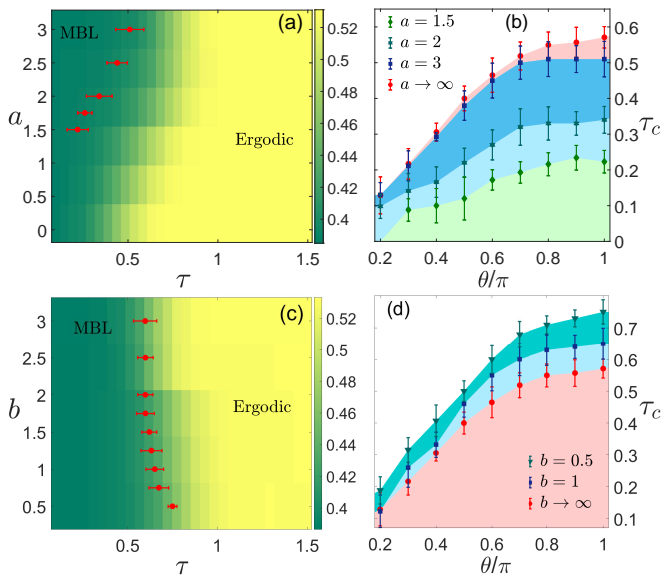 (a)
MBL
Ergodic
a
3
2.5
2
1.5
1
0.5
0
0.5
1
1.5
τ
0.52
0.5
0.48
0.46
0.44
0.42
0.4
(b)
a = 1.5
a = 2
a = 3
a → ∞
0.6
0.5
0.4
0.3
0.2
0.1
0
τc
0.2
0.4
0.6
0.8
1
θ/π
(c)
MBL
Ergodic
b
3
2.5
2
1.5
1
0.5
0.5
1
1.5
τ
0.52
0.5
0.48
0.46
0.44
0.42
0.4
(d)
b = 0.5
b = 1
b → ∞
0.7
0.6
0.5
0.4
0.3
0.2
0.1
τc
0.2
0.4
0.6
0.8
1
θ/π